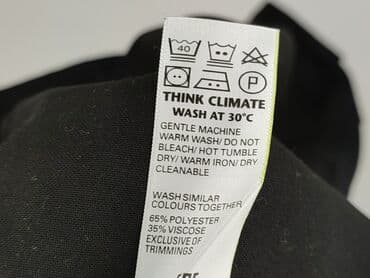 40
P
THINK CLIMATE
WASH AT 30°C
GENTLE MACHINE
WARM WASH/ DO NOT
BLEACH/ HOT TUMBLE
DRY/ WARM IRON/ DRY
CLEANABLE
WASH SIMILAR
COLOURS TOGETHER
65% POLYESTER
35% VISCOSE
EXCLUSIVE OF
TRIMMINGS